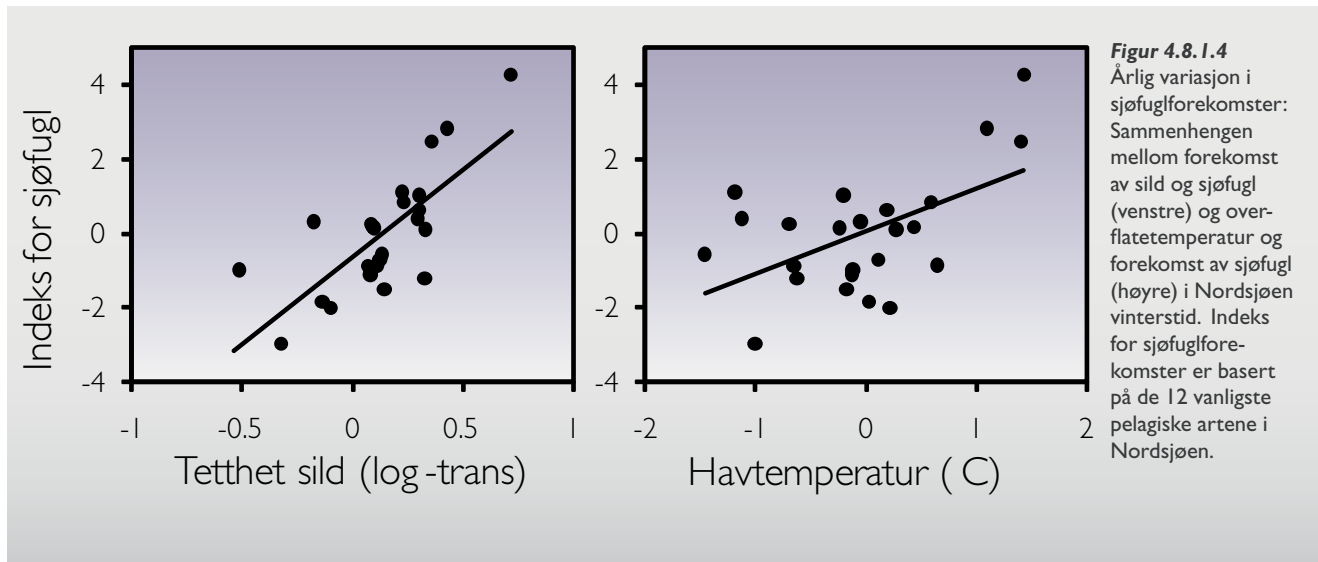 Indeks for sjøfugl
4
2
0
-2
-4
-1
-0.5
0
0.5
1
Tetthet sild (log-trans)
4
2
0
-2
-4
-2
-1
0
1
2
Havtemperatur ( C)
Figur 4.8.1.4
Årlig variasjon i
sjøfuglforekomster:
Sammenhengen
mellom forekomst
av sild og sjøfugl
(venstre) og over-
flatetemperatur og
forekomst av sjøfugl
(høyre) i Nordsjøen
vinterstid. Indeks
for sjøfuglfore-
komster er basert
på de 12 vanligste
pelagiske artene i
Nordsjøen.